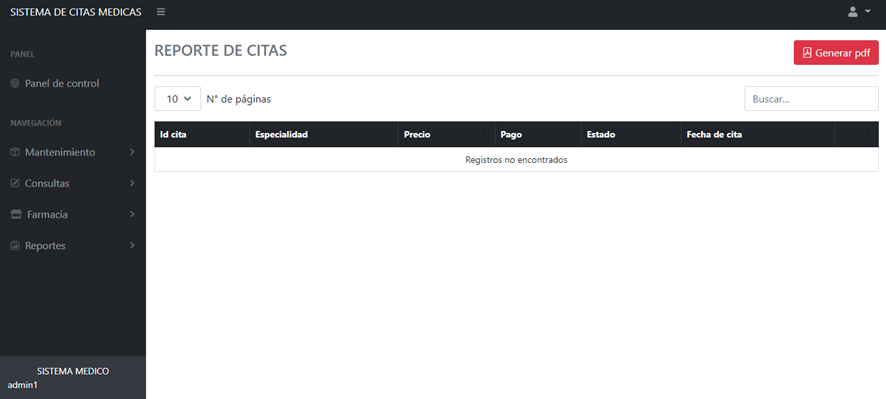 SISTEMA DE CITAS MEDICAS
PANEL
Panel de control
NAVEGACIÓN
Mantenimiento
Consultas
Farmacia
Reportes
SISTEMA MEDICO
admin1
REPORTE DE CITAS
Generar pdf
10 N° de páginas
Buscar...
Id cita Especialidad Precio Pago Estado Fecha de cita
Registros no encontrados